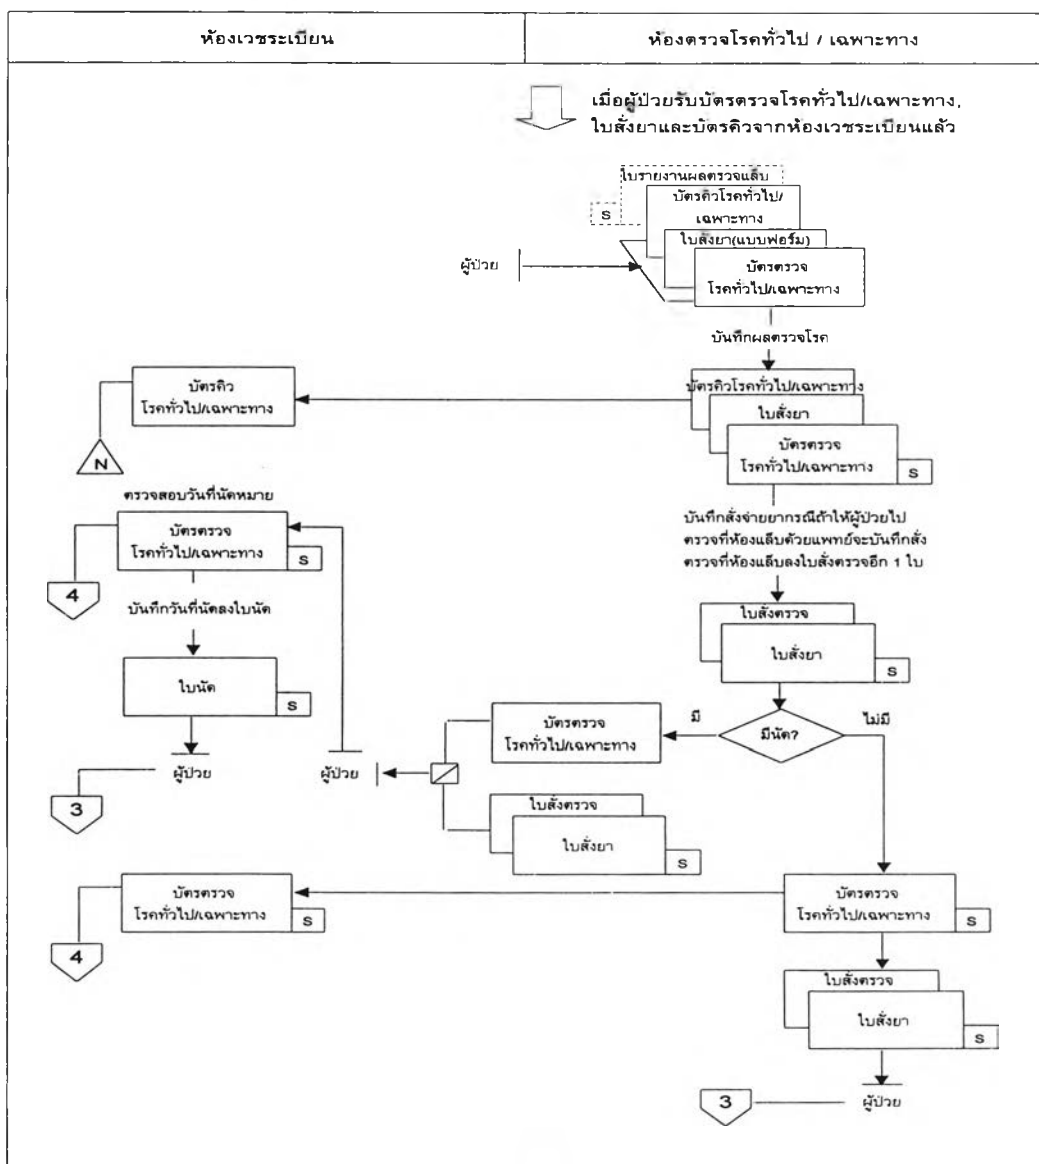 ห้องเวชระเบียน
ห้องตรวจโรคทั่วไป / เฉพาะทาง
เมื่อผู้ป่วยรับบัตรตรวจโรคทั่วไป/เฉพาะทาง,
ใบสั่งยาและบัตรคิวจากห้องเวชระเบียนแล้ว
ใบรายงานผลตรวจแล็บ
S
บัตรคิวโรคทั่วไป/
เฉพาะทาง
ใบสั่งยา(แบบฟอร์ม)
ผู้ป่วย
บัตรตรวจ
โรคทั่วไป/เฉพาะทาง
บันทึกผลตรวจโรค
บัตรคิว
โรคทั่วไป/เฉพาะทาง
N
บัตรคิวโรคทั่วไป/เฉพาะทาง
ใบสั่งยา
บัตรตรวจ
โรคทั่วไป/เฉพาะทาง
S
ตรวจสอบวันที่นัดหมาย
บัตรตรวจ
โรคทั่วไป/เฉพาะทาง
S
4
บันทึกสั่งจ่ายยากรณีถ้าให้ผู้ป่วยไป
ตรวจที่ห้องแล็บด้วยแพทย์จะบันทึกสั่ง
ตรวจที่ห้องแล็บลงใบสั่งตรวจอีก 1 ใบ
บันทึกวันที่นัดลงใบนัด
ใบสั่งตรวจ
ใบสั่งยา
S
ใบนัด
S
มี
มีนัด?
ไม่มี
บัตรตรวจ
โรคทั่วไป/เฉพาะทาง
ผู้ป่วย
ผู้ป่วย
3
ใบสั่งตรวจ
ใบสั่งยา
S
บัตรตรวจ
โรคทั่วไป/เฉพาะทาง
S
4
บัตรตรวจ
โรคทั่วไป/เฉพาะทาง
S
ใบสั่งตรวจ
ใบสั่งยา
S
3
ผู้ป่วย